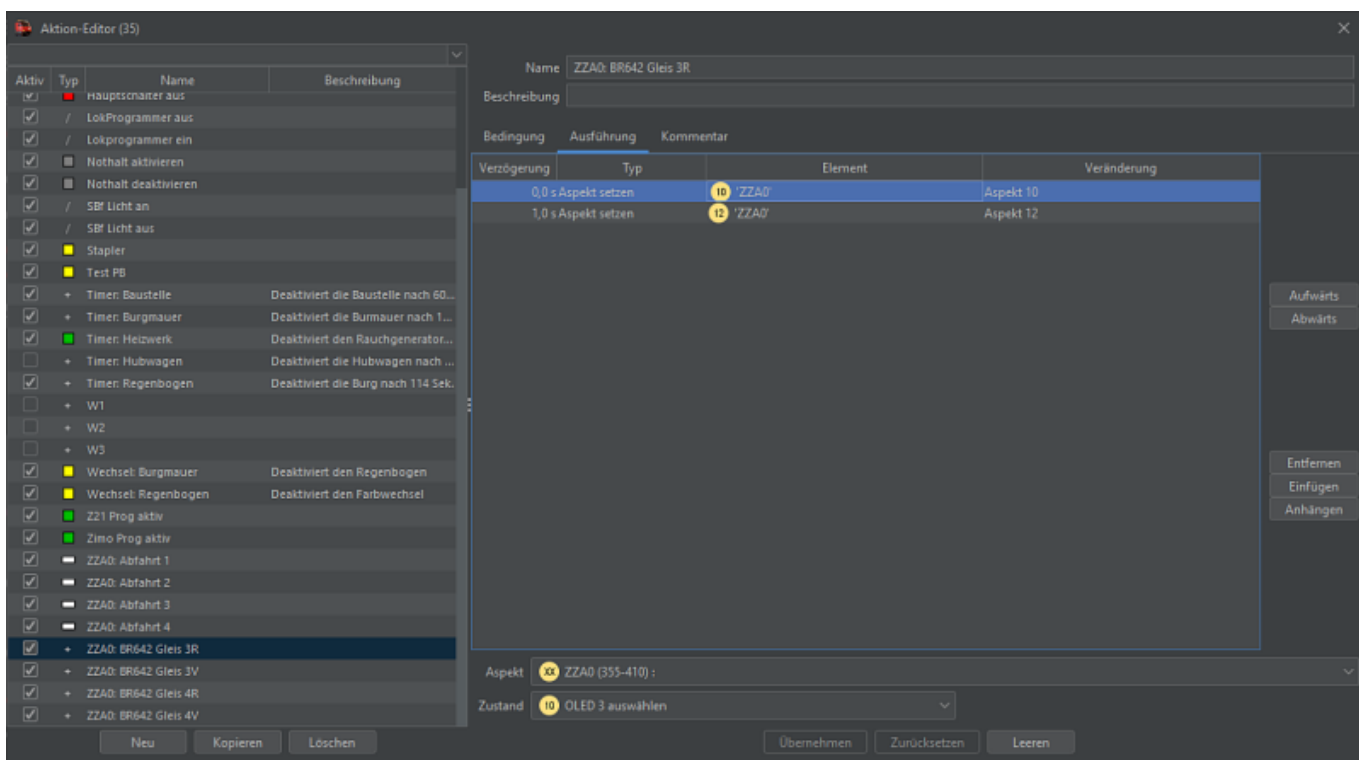 Aktion-Editor (35)
Aktiv Typ Name Beschreibung
Hauptschalter aus
LokProgrammer aus
Lokprogrammer ein
Nothalt aktivieren
Nothalt deaktivieren
SBf Licht an
SBf Licht aus
Stapler
Test PB
Timer: Baustelle Deaktiviert die Baustelle nach 60...
Timer: Burgmauer Deaktiviert die Burmauer nach 1...
Timer: Heizwerk Deaktiviert den Rauchgenerator...
Timer: Hubwagen Deaktiviert die Hubwagen nach ...
Timer: Regenbogen Deaktiviert die Burg nach 114 Sek.
W1
W2
W3
Wechsel: Burgmauer Deaktiviert den Regenbogen
Wechsel: Regenbogen Deaktiviert den Farbwechsel
Z21 Prog aktiv
Zimo Prog aktiv
ZZA0: Abfahrt 1
ZZA0: Abfahrt 2
ZZA0: Abfahrt 3
ZZA0: Abfahrt 4
ZZA0: BR642 Gleis 3R
ZZA0: BR642 Gleis 3V
ZZA0: BR642 Gleis 4R
ZZA0: BR642 Gleis 4V
Neu Kopieren Löschen
Name ZZA0: BR642 Gleis 3R
Beschreibung
Bedingung Ausführung Kommentar
Verzögerung Typ Element Veränderung
0,0 s Aspekt setzen 10 'ZZA0' Aspekt 10
1,0 s Aspekt setzen 12 'ZZA0' Aspekt 12
Aufwärts
Abwärts
Entfernen
Einfügen
Anhängen
Aspekt XX ZZA0 (355-410) :
Zustand 10 OLED 3 auswählen
Übernehmen Zurücksetzen Leeren